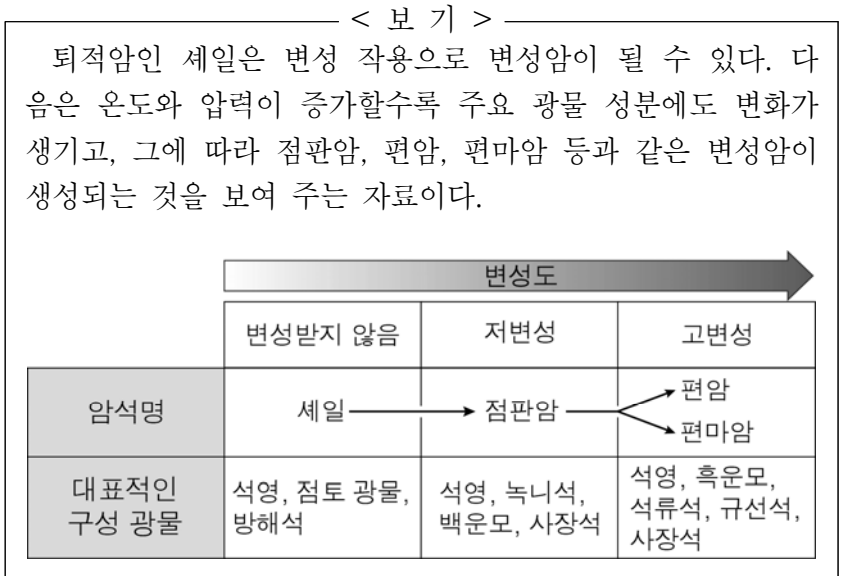 < 보 기 >
퇴적암인 셰일은 변성 작용으로 변성암이 될 수 있다. 다
음은 온도와 압력이 증가할수록 주요 광물 성분에도 변화가
생기고, 그에 따라 점판암, 편암, 편마암 등과 같은 변성암이
생성되는 것을 보여 주는 자료이다.
변성도
변성받지 않음 저변성 고변성
암석명 셰일 점판암 편암
편마암
대표적인 구성 광물
석영, 점토 광물,
방해석
석영, 녹니석,
백운모, 사장석
석영, 흑운모,
석류석, 규선석,
사장석